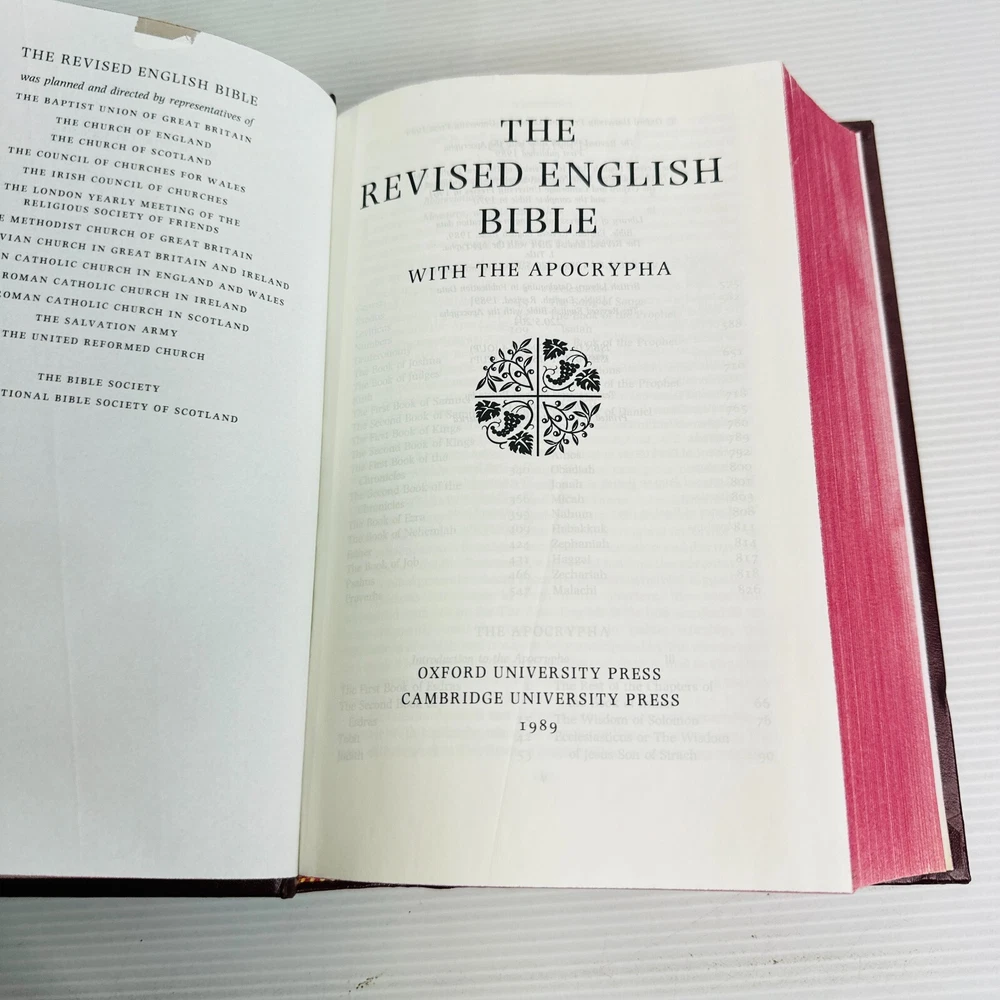 THE REVISED ENGLISH BIBLE
was planned and directed by representatives of
THE BAPTIST UNION OF GREAT BRITAIN
THE CHURCH OF ENGLAND
THE CHURCH OF SCOTLAND
THE COUNCIL OF CHURCHES FOR WALES
THE IRISH COUNCIL OF CHURCHES
THE LONDON YEARLY MEETING OF THE
RELIGIOUS SOCIETY OF FRIENDS
E METHODIST CHURCH OF GREAT BRITAIN
VIAN CHURCH IN GREAT BRITAIN AND IRELAND
N CATHOLIC CHURCH IN ENGLAND AND WALES
ROMAN CATHOLIC CHURCH IN IRELAND
ROMAN CATHOLIC CHURCH IN SCOTLAND
THE SALVATION ARMY
THE UNITED REFORMED CHURCH
THE BIBLE SOCIETY
TIONAL BIBLE SOCIETY OF SCOTLAND
THE
REVISED ENGLISH
BIBLE
WITH THE APOCRYPHA
OXFORD UNIVERSITY PRESS
CAMBRIDGE UNIVERSITY PRESS
1989